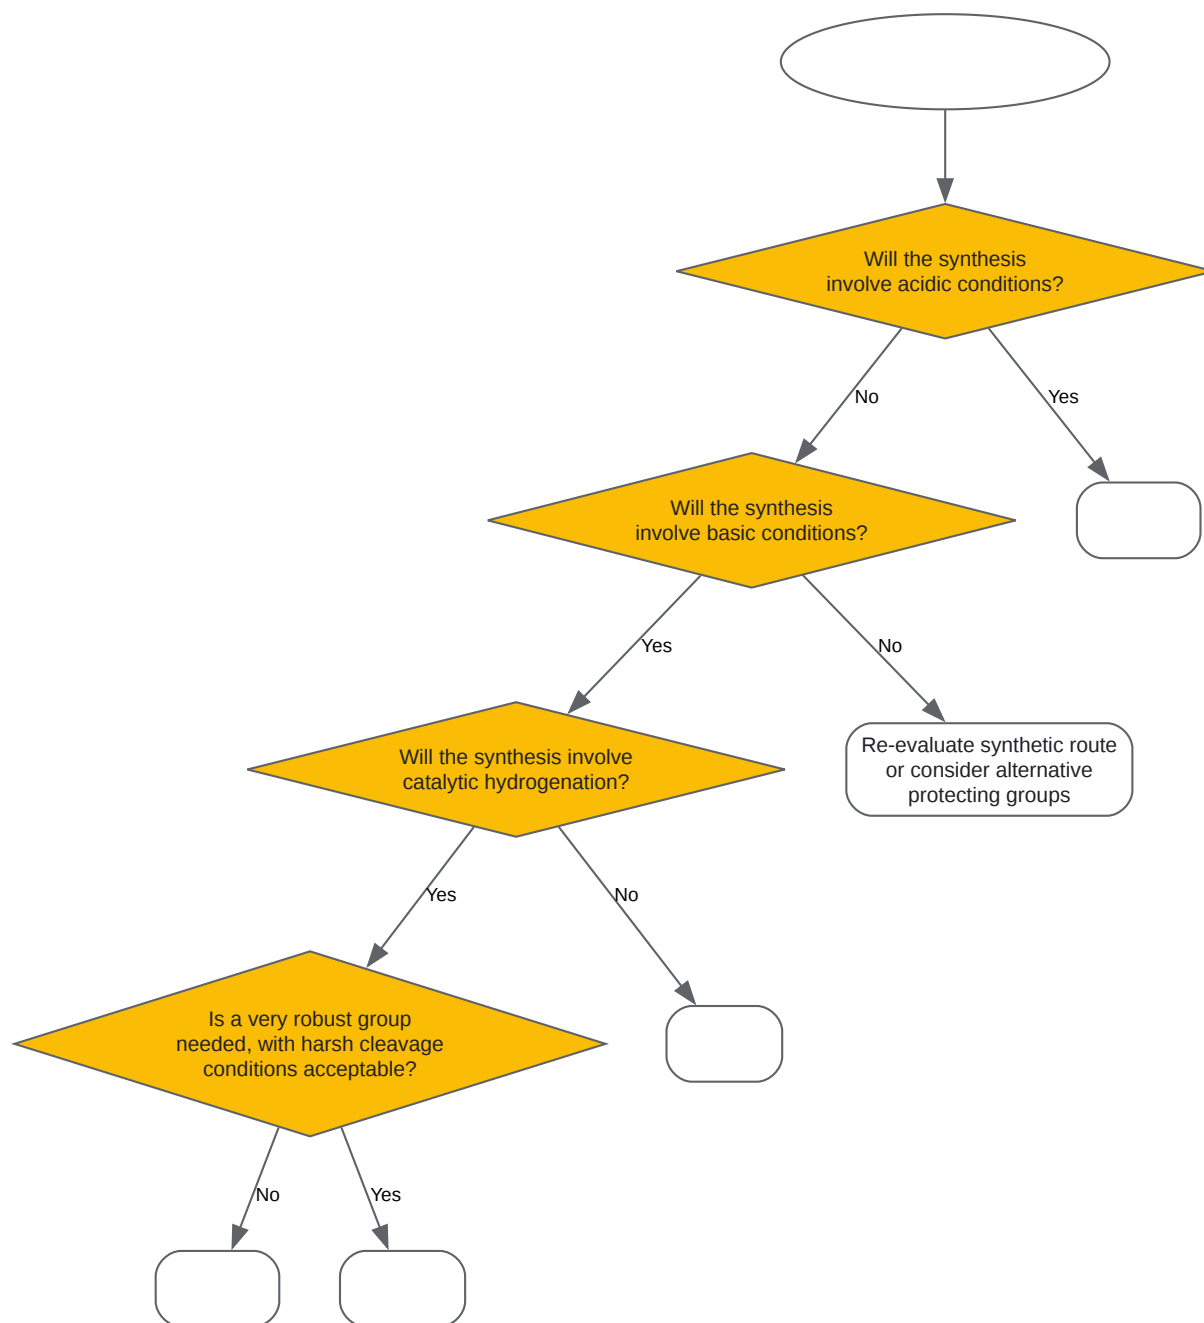 Will the synthesis
involve acidic conditions?
No
Yes
Will the synthesis
involve basic conditions?
Yes
No
Will the synthesis involve
catalytic hydrogenation?
Re-evaluate synthetic route
or consider alternative
protecting groups
Yes
No
Is a very robust group
needed, with harsh cleavage
conditions acceptable?
No
Yes